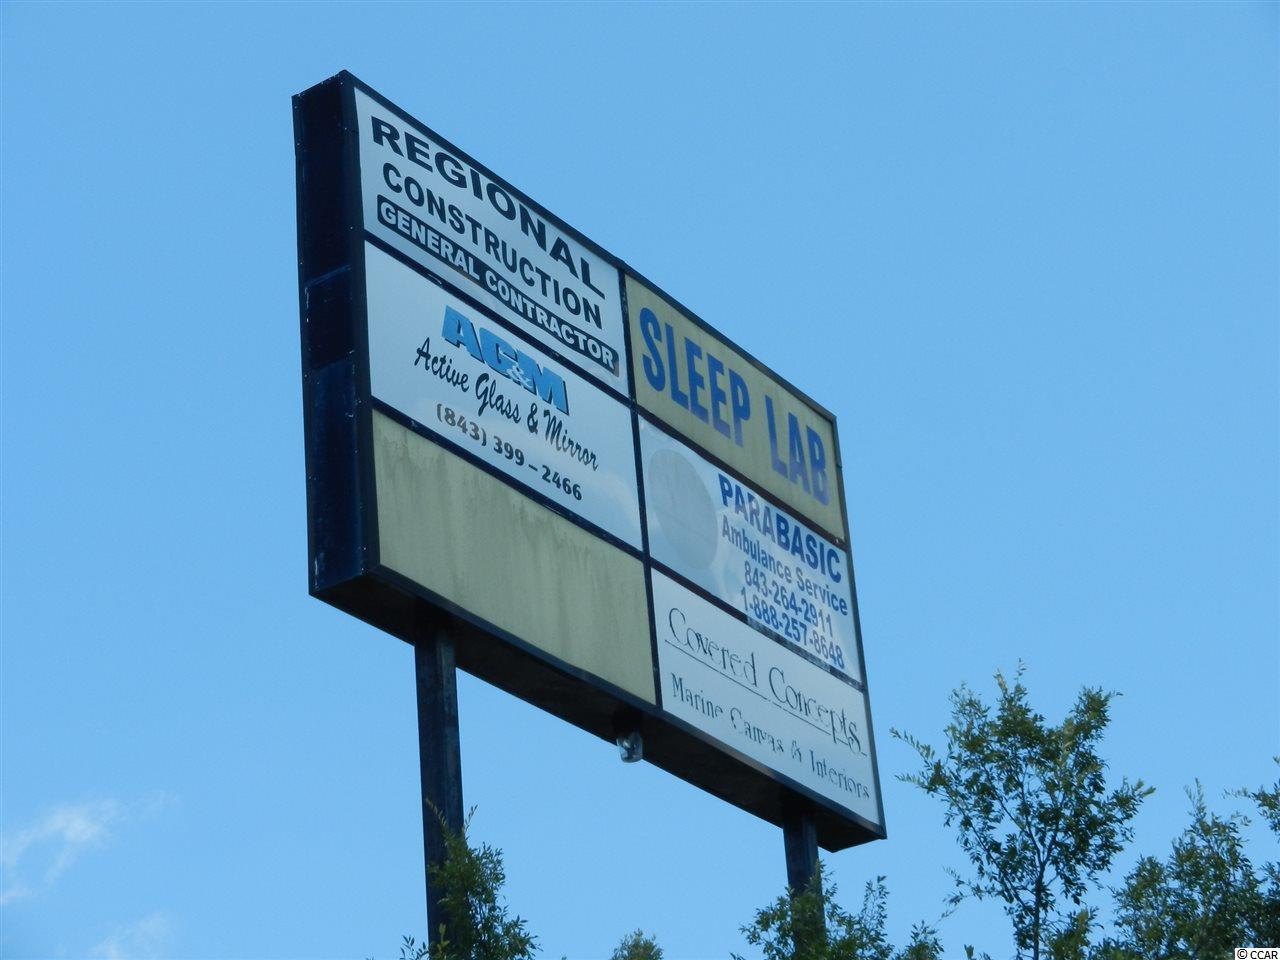 REGIONAL
CONSTRUCTION
GENERAL CONTRACTOR
AG&M
Active Glass & Mirror
(843) 399-2466
SLEEP LAB
PARABASIC
Ambulance Service
843-264-2911
1-888-257-8648
Covered Concepts
Marine Canvas & Interiors
© CCAR